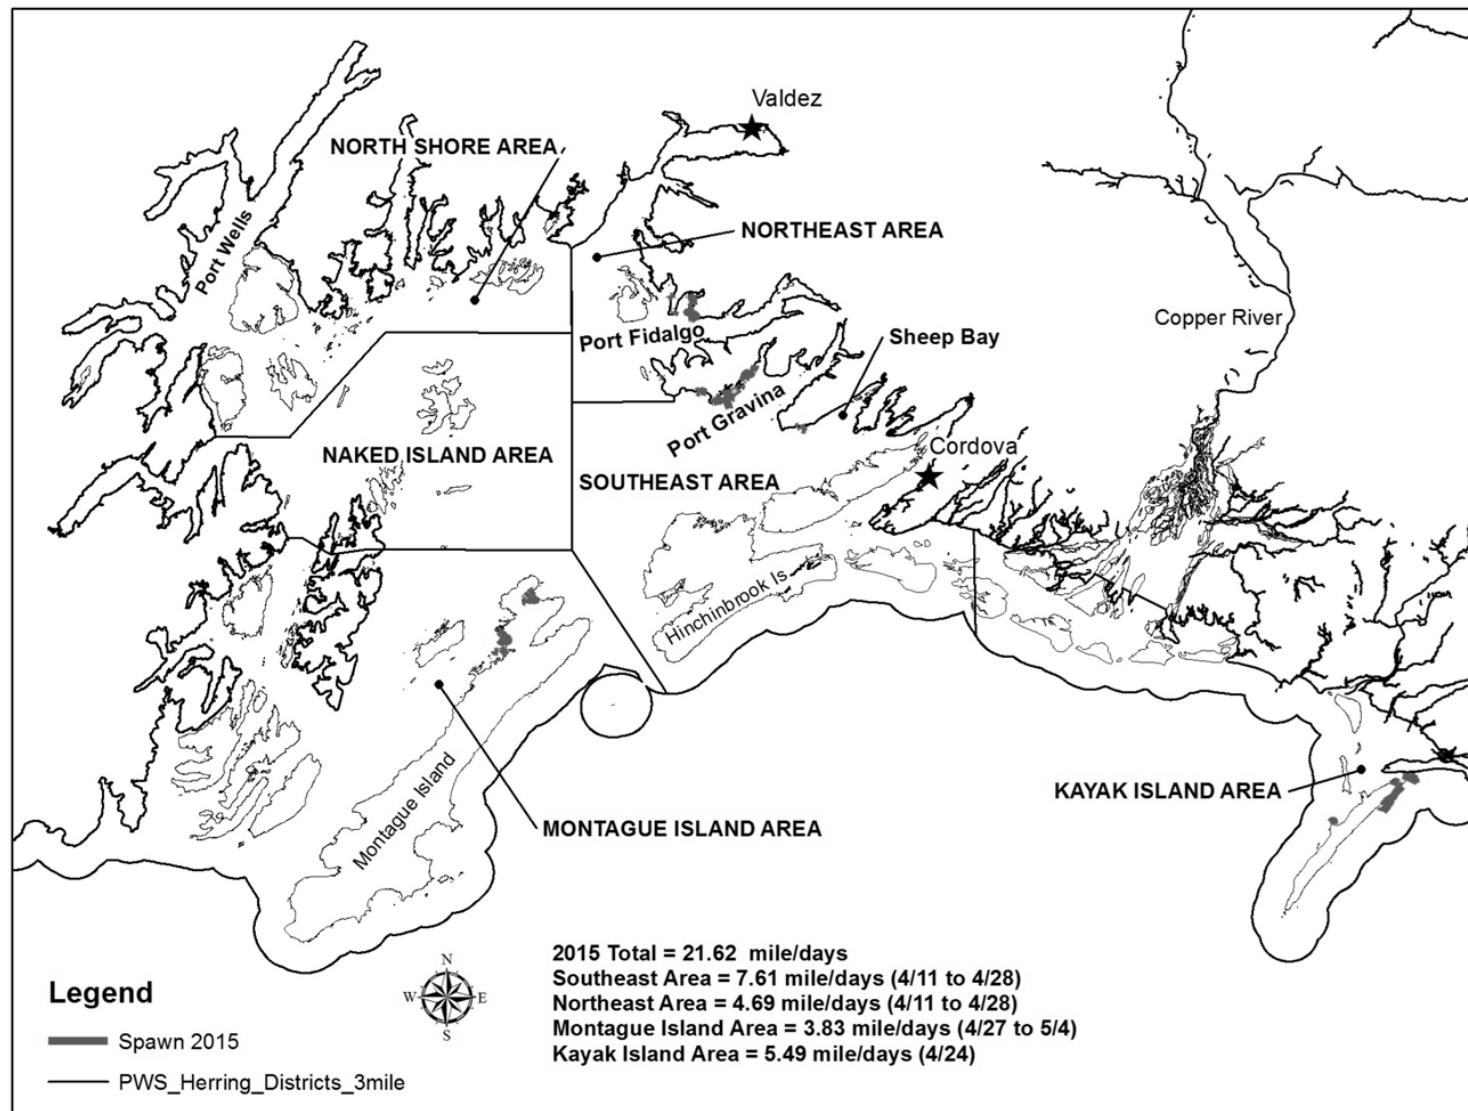 Valdez
NORTH SHORE AREA
Port Wells
NORTHEAST AREA
Copper River
Port Fidalgo
Sheep Bay
Port Gravina
NAKED ISLAND AREA
Cordova
SOUTHEAST AREA
Hinchinbrook Is.
KAYAK ISLAND AREA
Montague Island
MONTAGUE ISLAND AREA
2015 Total = 21.62 mile/days
Southeast Area = 7.61 mile/days (4/11 to 4/28)
Northeast Area = 4.69 mile/days (4/11 to 4/28)
Montague Island Area = 3.83 mile/days (4/27 to 5/4)
Kayak Island Area = 5.49 mile/days (4/24)
N
W E
S
Legend
Spawn 2015
PWS_Herring_Districts_3mile